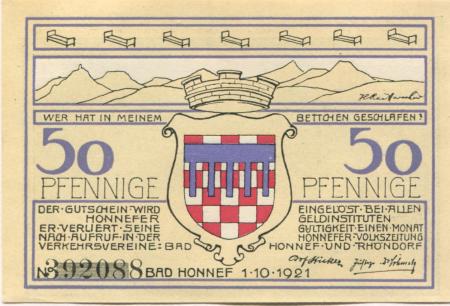 WER HAT IN MEINEM BETTCHEN GESCHLAFEN?
50 50
PFENNIGE PFENNIGE
DER·GUTSCHEIN·WIRD EINGELÖST·BEI·ALLEN
HONNEFER GELDINSTITUTEN
ER·VERLIERT·SEINE GÜLTIGKEIT·EINEN·MONAT
NACH·AUFRUF·IN·DER HONNEFER·VOLKSZEITUNG
VERKEHRSVEREINE:BAD HONNEF·UND·RHÖNDORF
No 392088 BAD HONNEF 1·10·1921